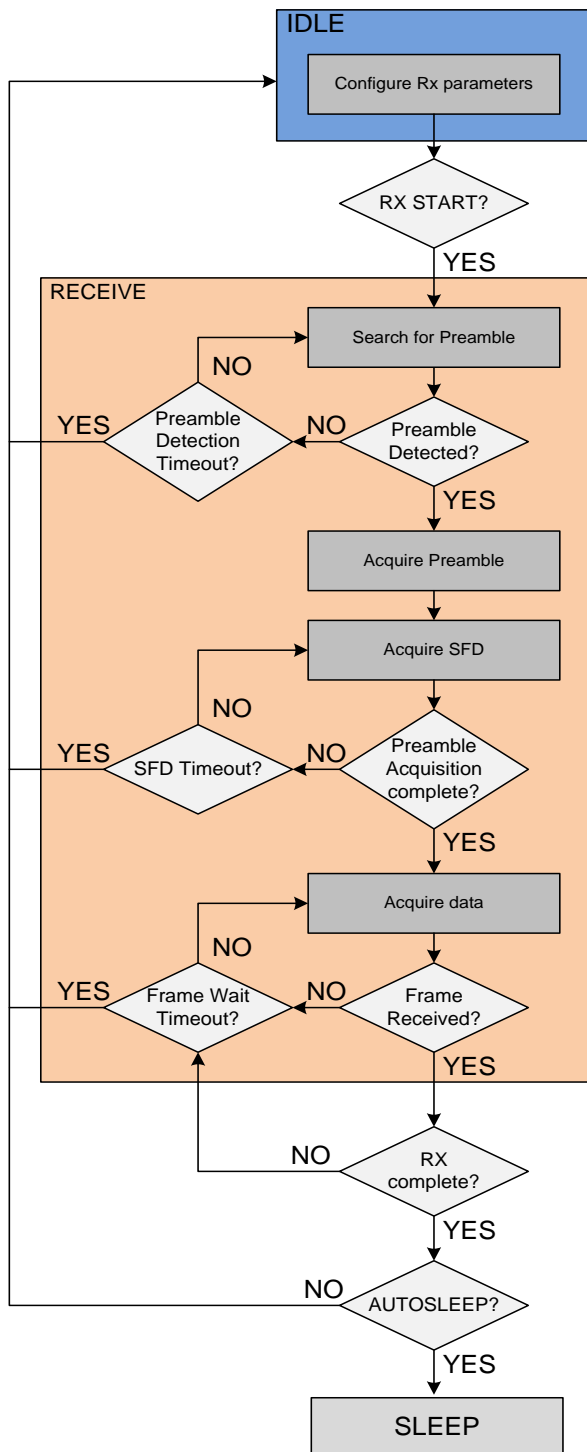 IDLE
Configure Rx parameters
RX START?
YES
RECEIVE
Search for Preamble
NO
YES
Preamble
Detection
Timeout?
NO
Preamble
Detected?
YES
Acquire Preamble
Acquire SFD
NO
YES
SFD Timeout?
NO
Preamble
Acquisition
complete?
YES
Acquire data
NO
YES
Frame Wait
Timeout?
NO
Frame
Received?
YES
NO
RX
complete?
YES
NO
AUTOSLEEP?
YES
SLEEP